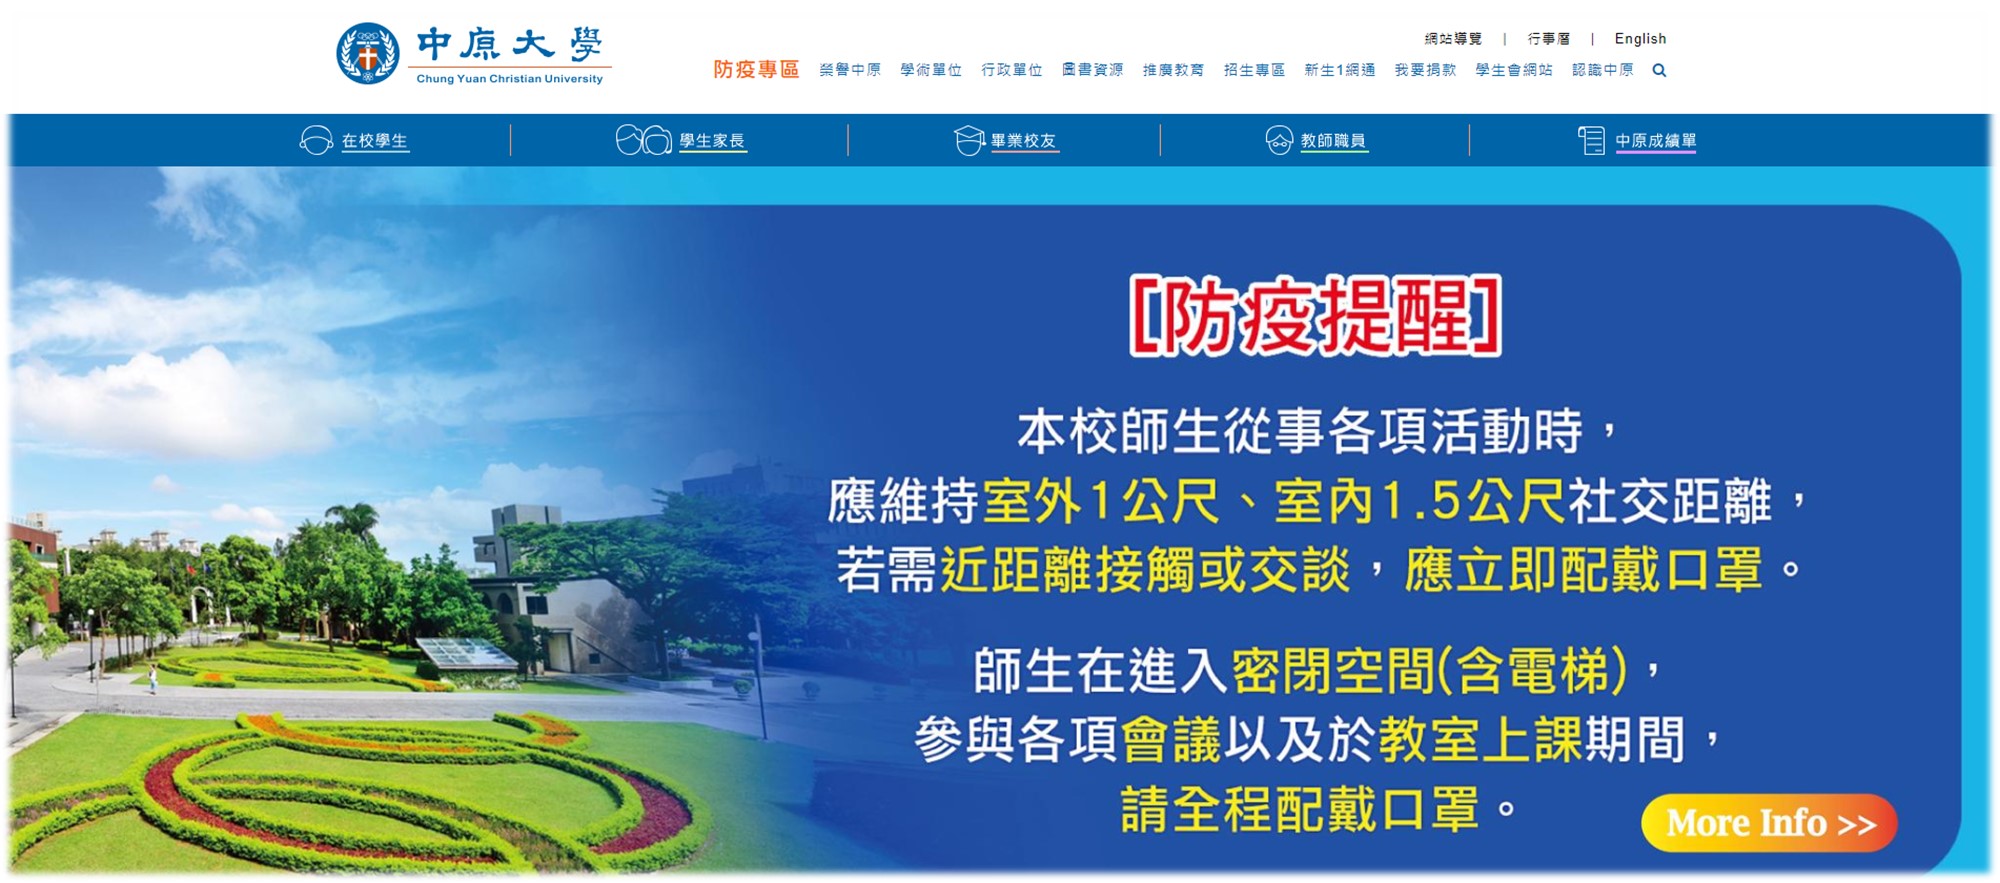 中原大學
Chung Yuan Christian University
網站導覽 | 行事曆 | English
防疫專區 榮譽中原 學術單位 行政單位 圖書資源 推廣教育 招生專區 新生1網通 我要捐款 學生會網站 認識中原
在校學生 學生家長 畢業校友 教師職員 中原成績單
[防疫提醒]
本校師生從事各項活動時，
應維持室外1公尺、室內1.5公尺社交距離，
若需近距離接觸或交談，應立即配戴口罩。
師生在進入密閉空間(含電梯)，
參與各項會議以及於教室上課期間，
請全程配戴口罩。
More Info >>